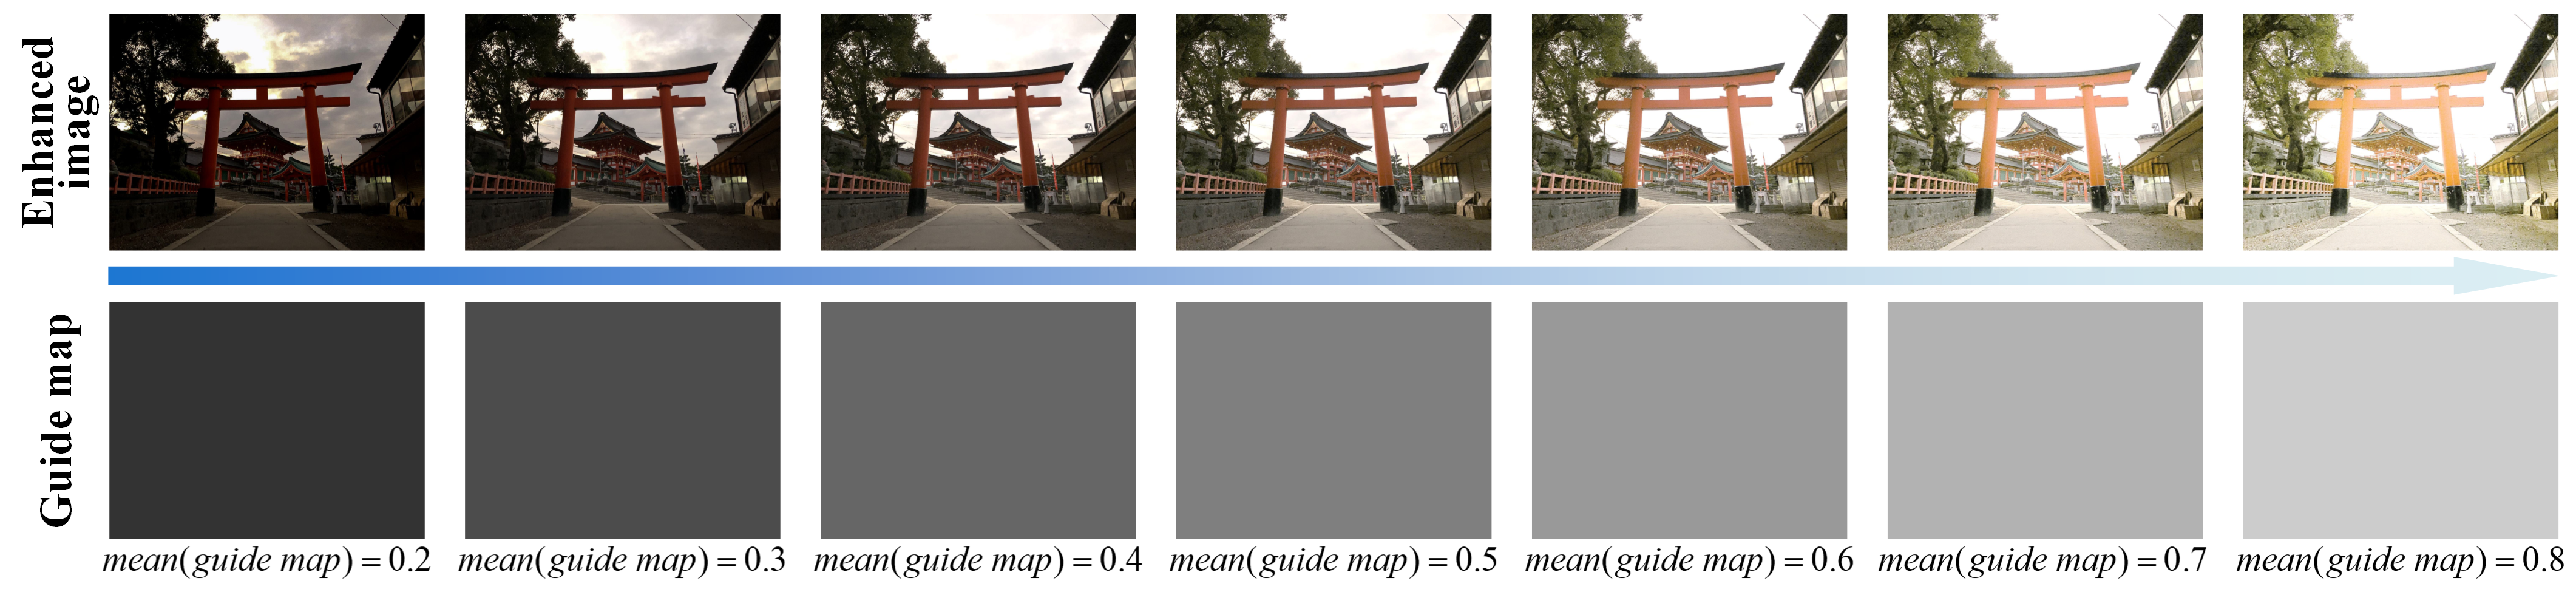 Enhanced
image
Guide map
mean(guide map) = 0.2
mean(guide map) = 0.3
mean(guide map) = 0.4
mean(guide map) = 0.5
mean(guide map) = 0.6
mean(guide map) = 0.7
mean(guide map) = 0.8